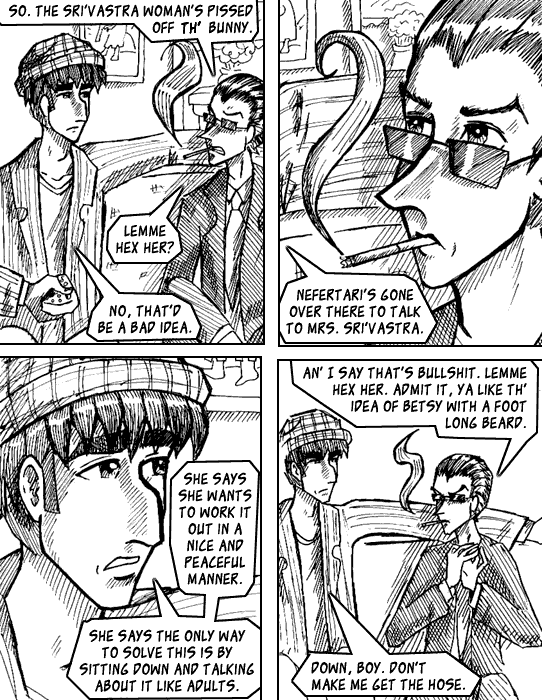 SO. THE SRI'VASTRA WOMAN'S PISSED
OFF TH' BUNNY.
LEMME
HEX HER?
NO, THAT'D
BE A BAD IDEA.
NEFERTARI'S GONE
OVER THERE TO TALK
TO MRS. SRI'VASTRA.
SHE SAYS
SHE WANTS
TO WORK IT
OUT IN A
NICE AND
PEACEFUL
MANNER.
SHE SAYS THE ONLY WAY
TO SOLVE THIS IS BY
SITTING DOWN AND TALKING
ABOUT IT LIKE ADULTS.
AN' I SAY THAT'S BULLSHIT. LEMME
HEX HER. ADMIT IT, YA LIKE TH'
IDEA OF BETSY WITH A FOOT
LONG BEARD.
DOWN, BOY. DON'T
MAKE ME GET THE HOSE.